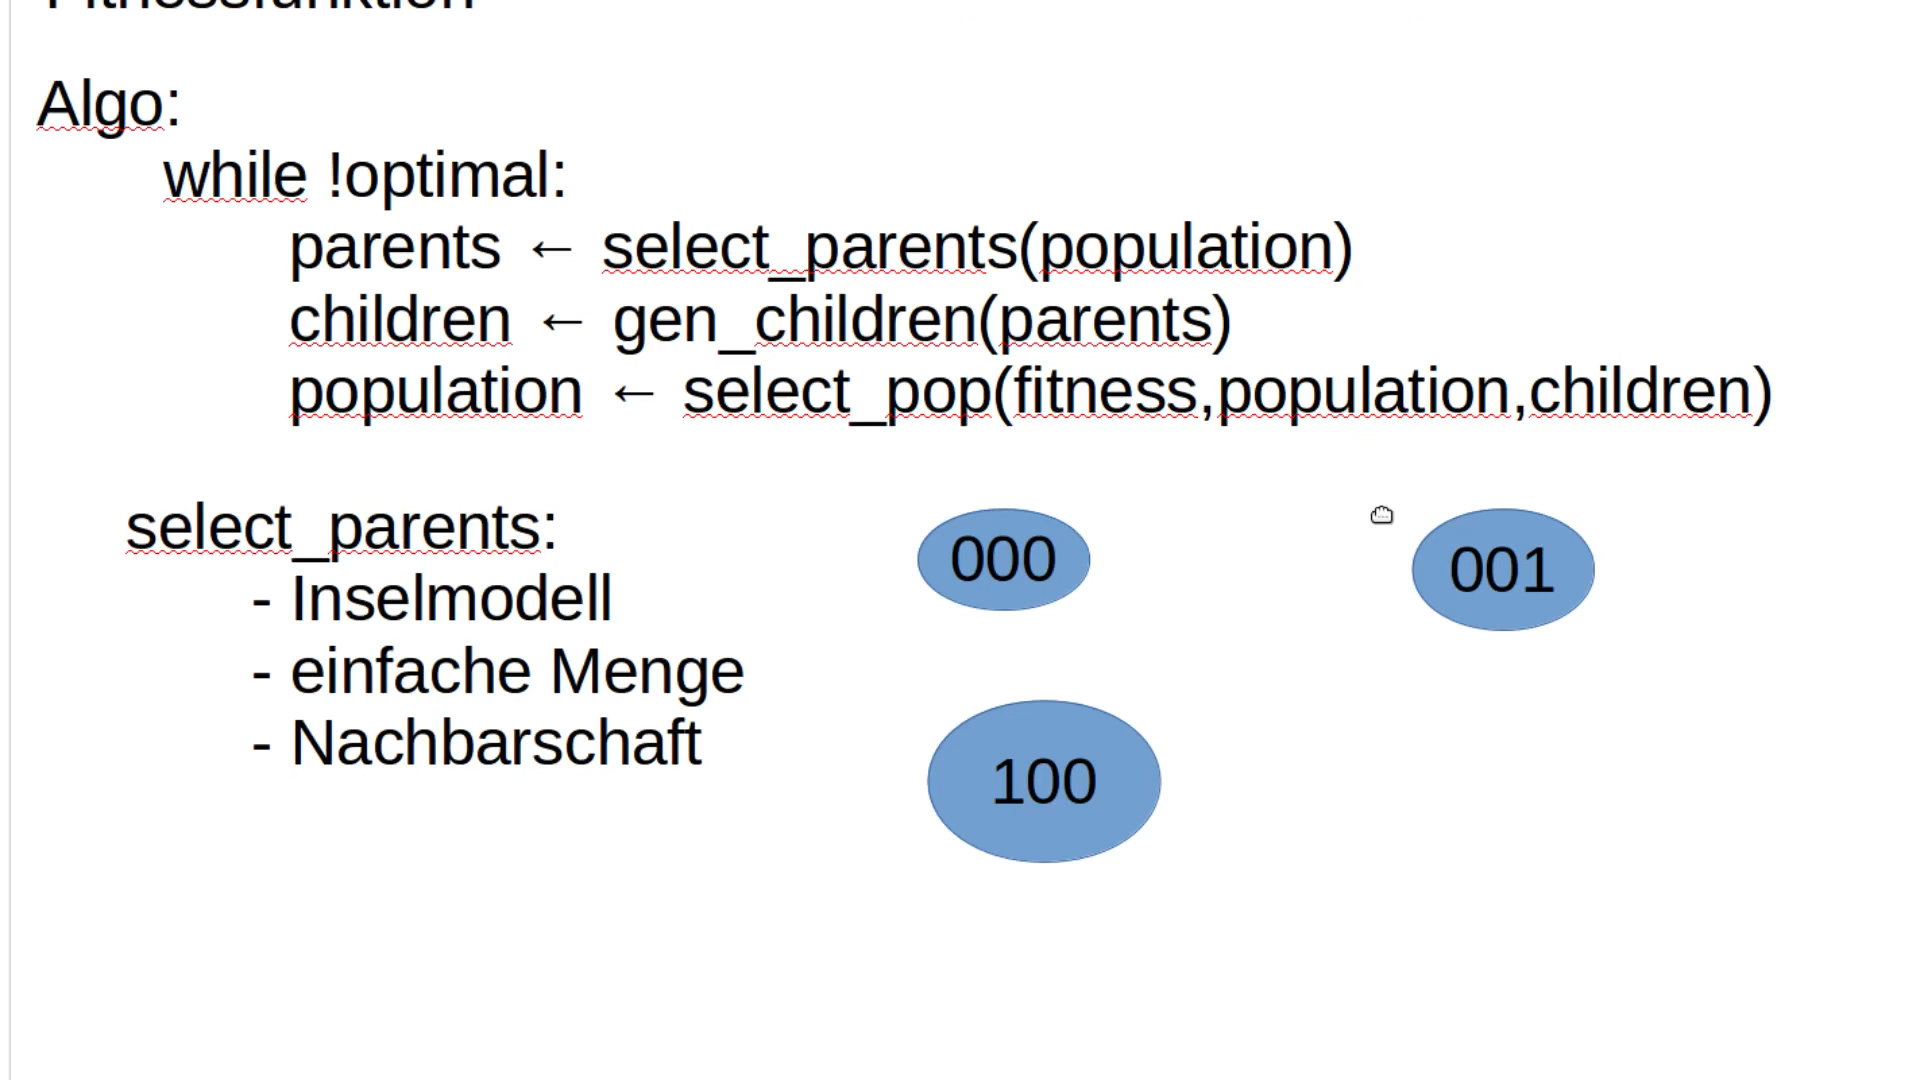 Fitnessfunktion
Algo:
while !optimal:
parents ← select_parents(population)
children ← gen_children(parents)
population ← select_pop(fitness,population,children)
select_parents:
- Inselmodell
- einfache Menge
- Nachbarschaft
000
001
100